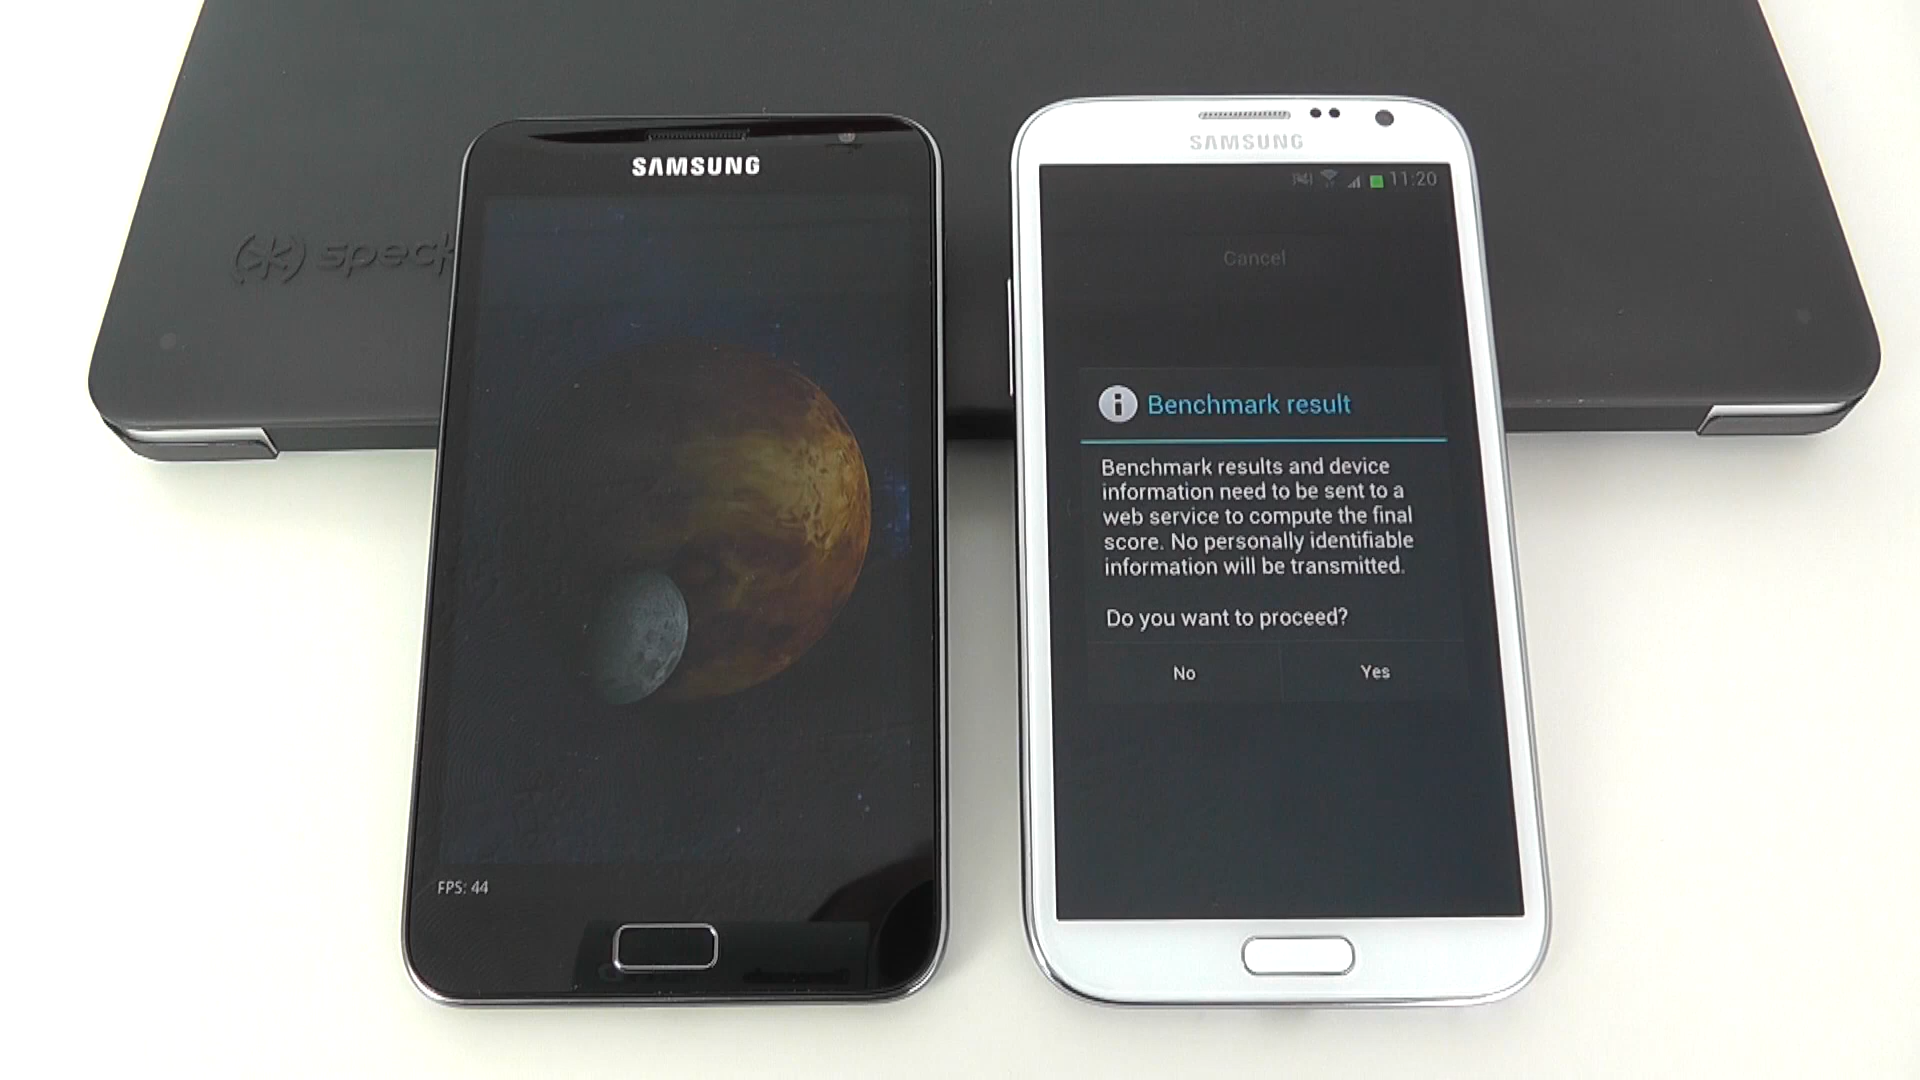 speck
SAMSUNG
FPS: 44
SAMSUNG
11:20
Cancel
Benchmark result
Benchmark results and device
information need to be sent to a
web service to compute the final
score. No personally identifiable
information will be transmitted.
Do you want to proceed?
No
Yes